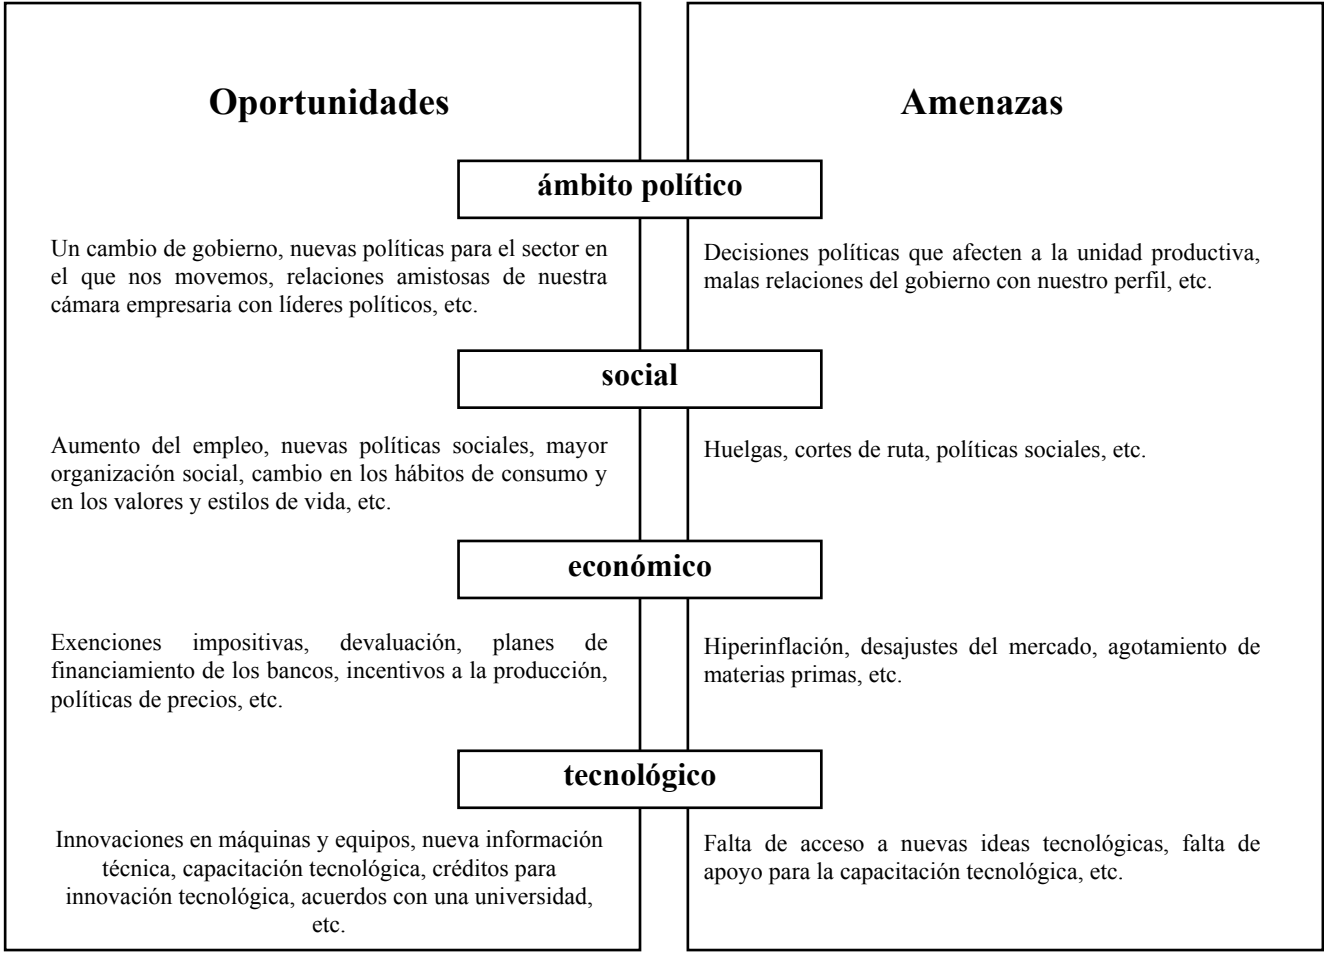 Oportunidades
Amenazas
ámbito político
Un cambio de gobierno, nuevas políticas para el sector en
el que nos movemos, relaciones amistosas de nuestra
cámara empresaria con líderes políticos, etc.
Decisiones políticas que afecten a la unidad productiva,
malas relaciones del gobierno con nuestro perfil, etc.
social
Aumento del empleo, nuevas políticas sociales, mayor
organización social, cambio en los hábitos de consumo y
en los valores y estilos de vida, etc.
Huelgas, cortes de ruta, políticas sociales, etc.
económico
Exenciones impositivas, devaluación, planes de
financiamiento de los bancos, incentivos a la producción,
políticas de precios, etc.
Hiperinflación, desajustes del mercado, agotamiento de
materias primas, etc.
tecnológico
Innovaciones en máquinas y equipos, nueva información
técnica, capacitación tecnológica, créditos para
innovación tecnológica, acuerdos con una universidad,
etc.
Falta de acceso a nuevas ideas tecnológicas, falta de
apoyo para la capacitación tecnológica, etc.